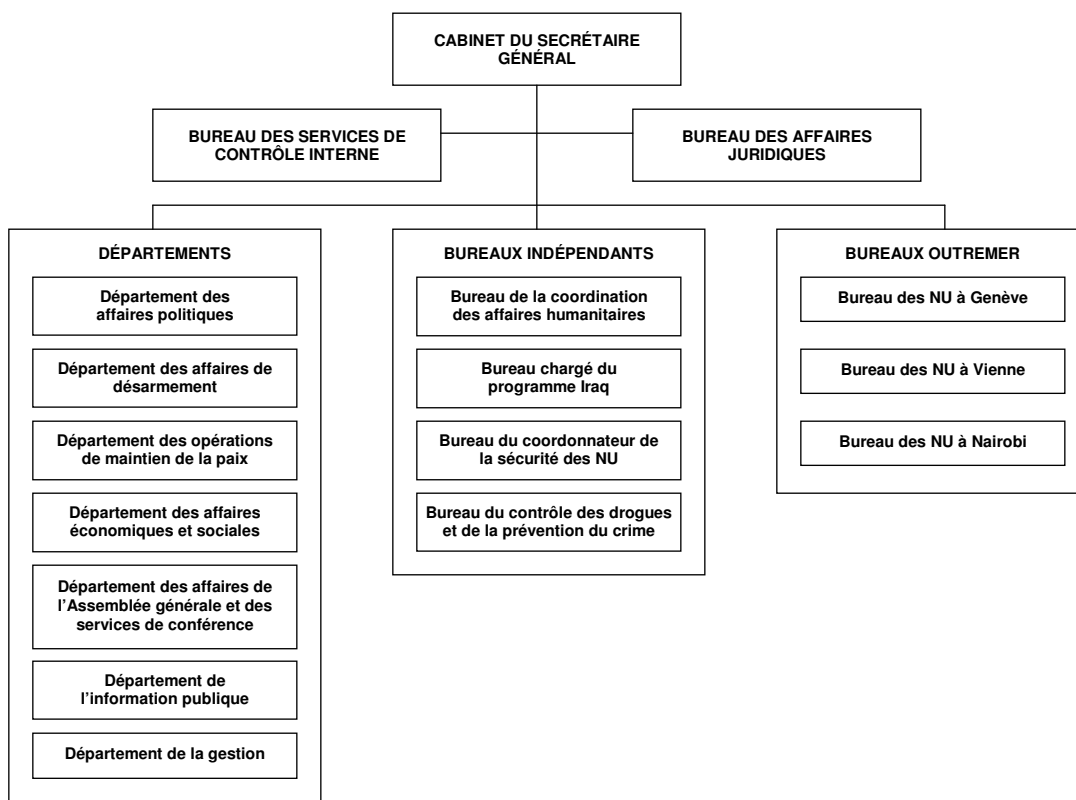 CABINET DU SECRÉTAIRE
GÉNÉRAL
BUREAU DES SERVICES DE
CONTRÔLE INTERNE
BUREAU DES AFFAIRES
JURIDIQUES
DÉPARTEMENTS
Département des
affaires politiques
Département des affaires de
désarmement
Département des opérations
de maintien de la paix
Département des affaires
économiques et sociales
Département des affaires de
l’Assemblée générale et des
services de conférence
Département de
l’information publique
Département de la gestion
BUREAUX INDÉPENDANTS
Bureau de la coordination
des affaires humanitaires
Bureau chargé du
programme Iraq
Bureau du coordonnateur de
la sécurité des NU
Bureau du contrôle des drogues
et de la prévention du crime
BUREAUX OUTREMER
Bureau des NU à Genève
Bureau des NU à Vienne
Bureau des NU à Nairobi